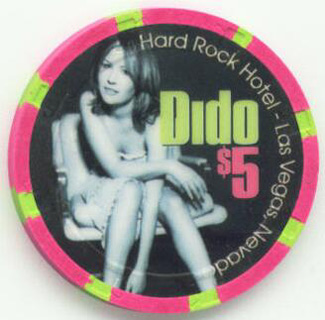 Hard Rock Hotel - Las Vegas, Nevada
Dido
$5